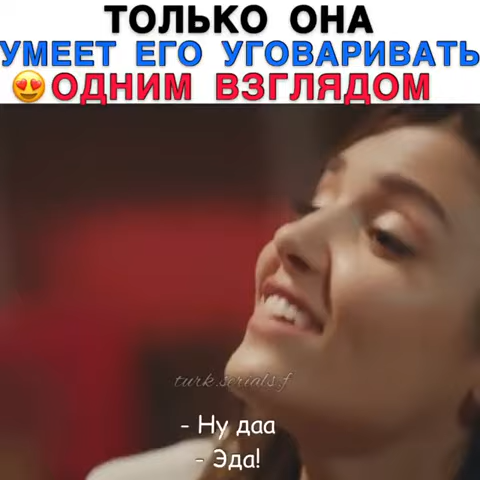 ТОЛЬКО ОНА
УМЕЕТ ЕГО УГОВАРИВАТЬ
😍ОДНИМ ВЗГЛЯДОМ
turk.serials.f
- Ну даа
- Эда!